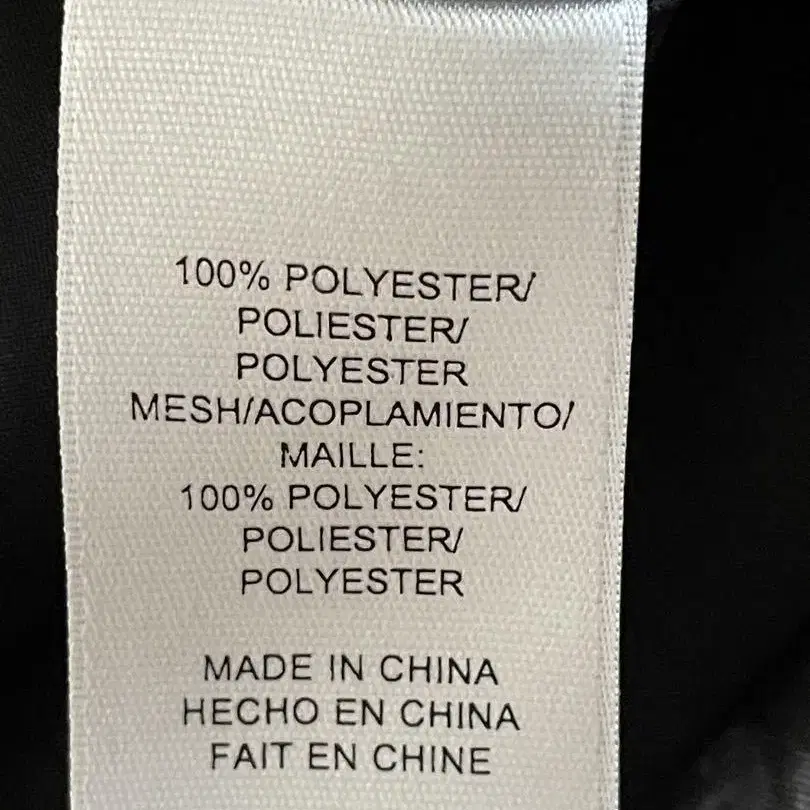 100% POLYESTER/
POLIESTER/
POLYESTER
MESH/ACOPLAMIENTO/
MAILLE:
100% POLYESTER/
POLIESTER/
POLYESTER
MADE IN CHINA
HECHO EN CHINA
FAIT EN CHINE